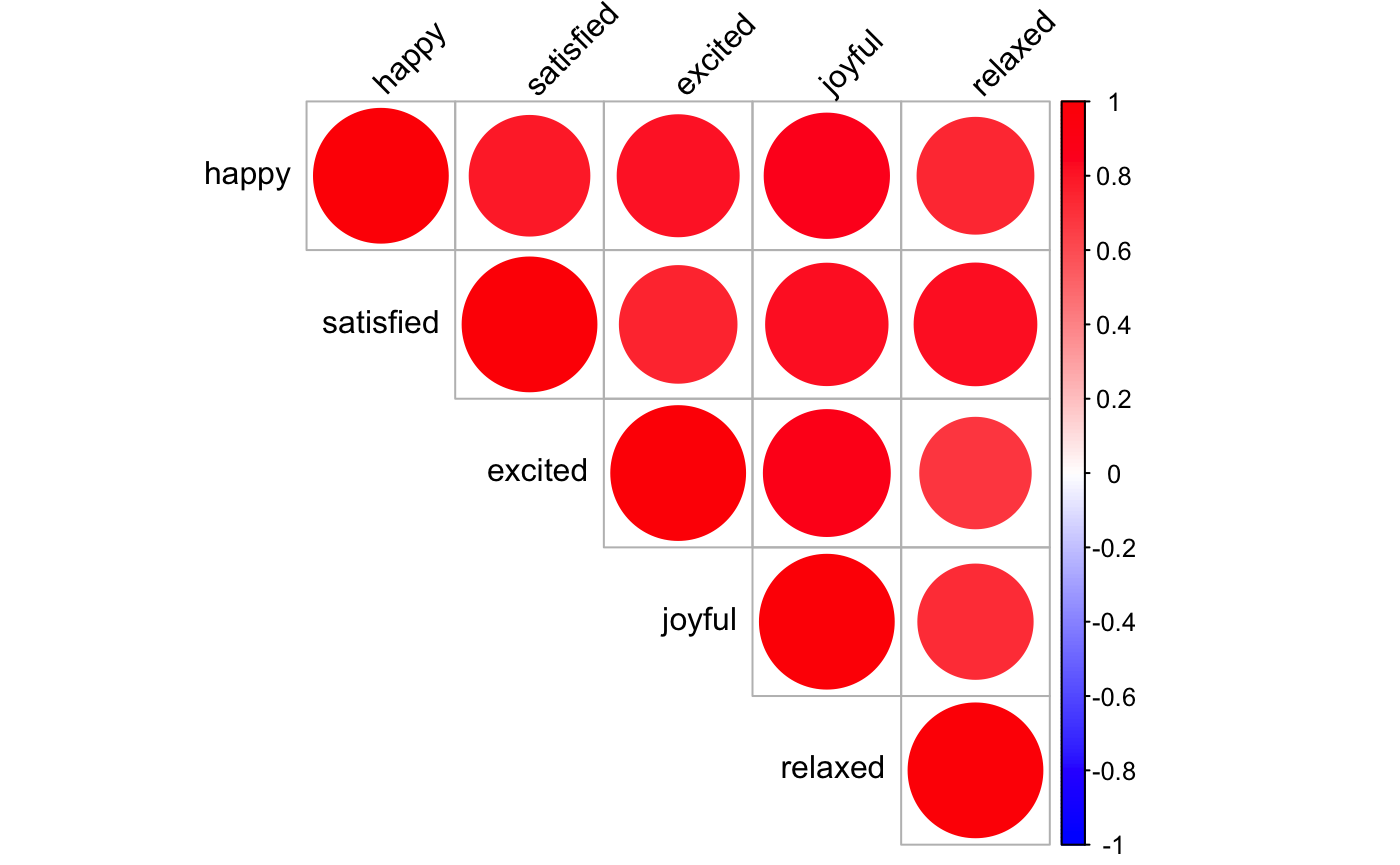 happy
satisfied
excited
joyful
relaxed
happy
satisfied
excited
joyful
relaxed
1
0.8
0.6
0.4
0.2
0
-0.2
-0.4
-0.6
-0.8
-1